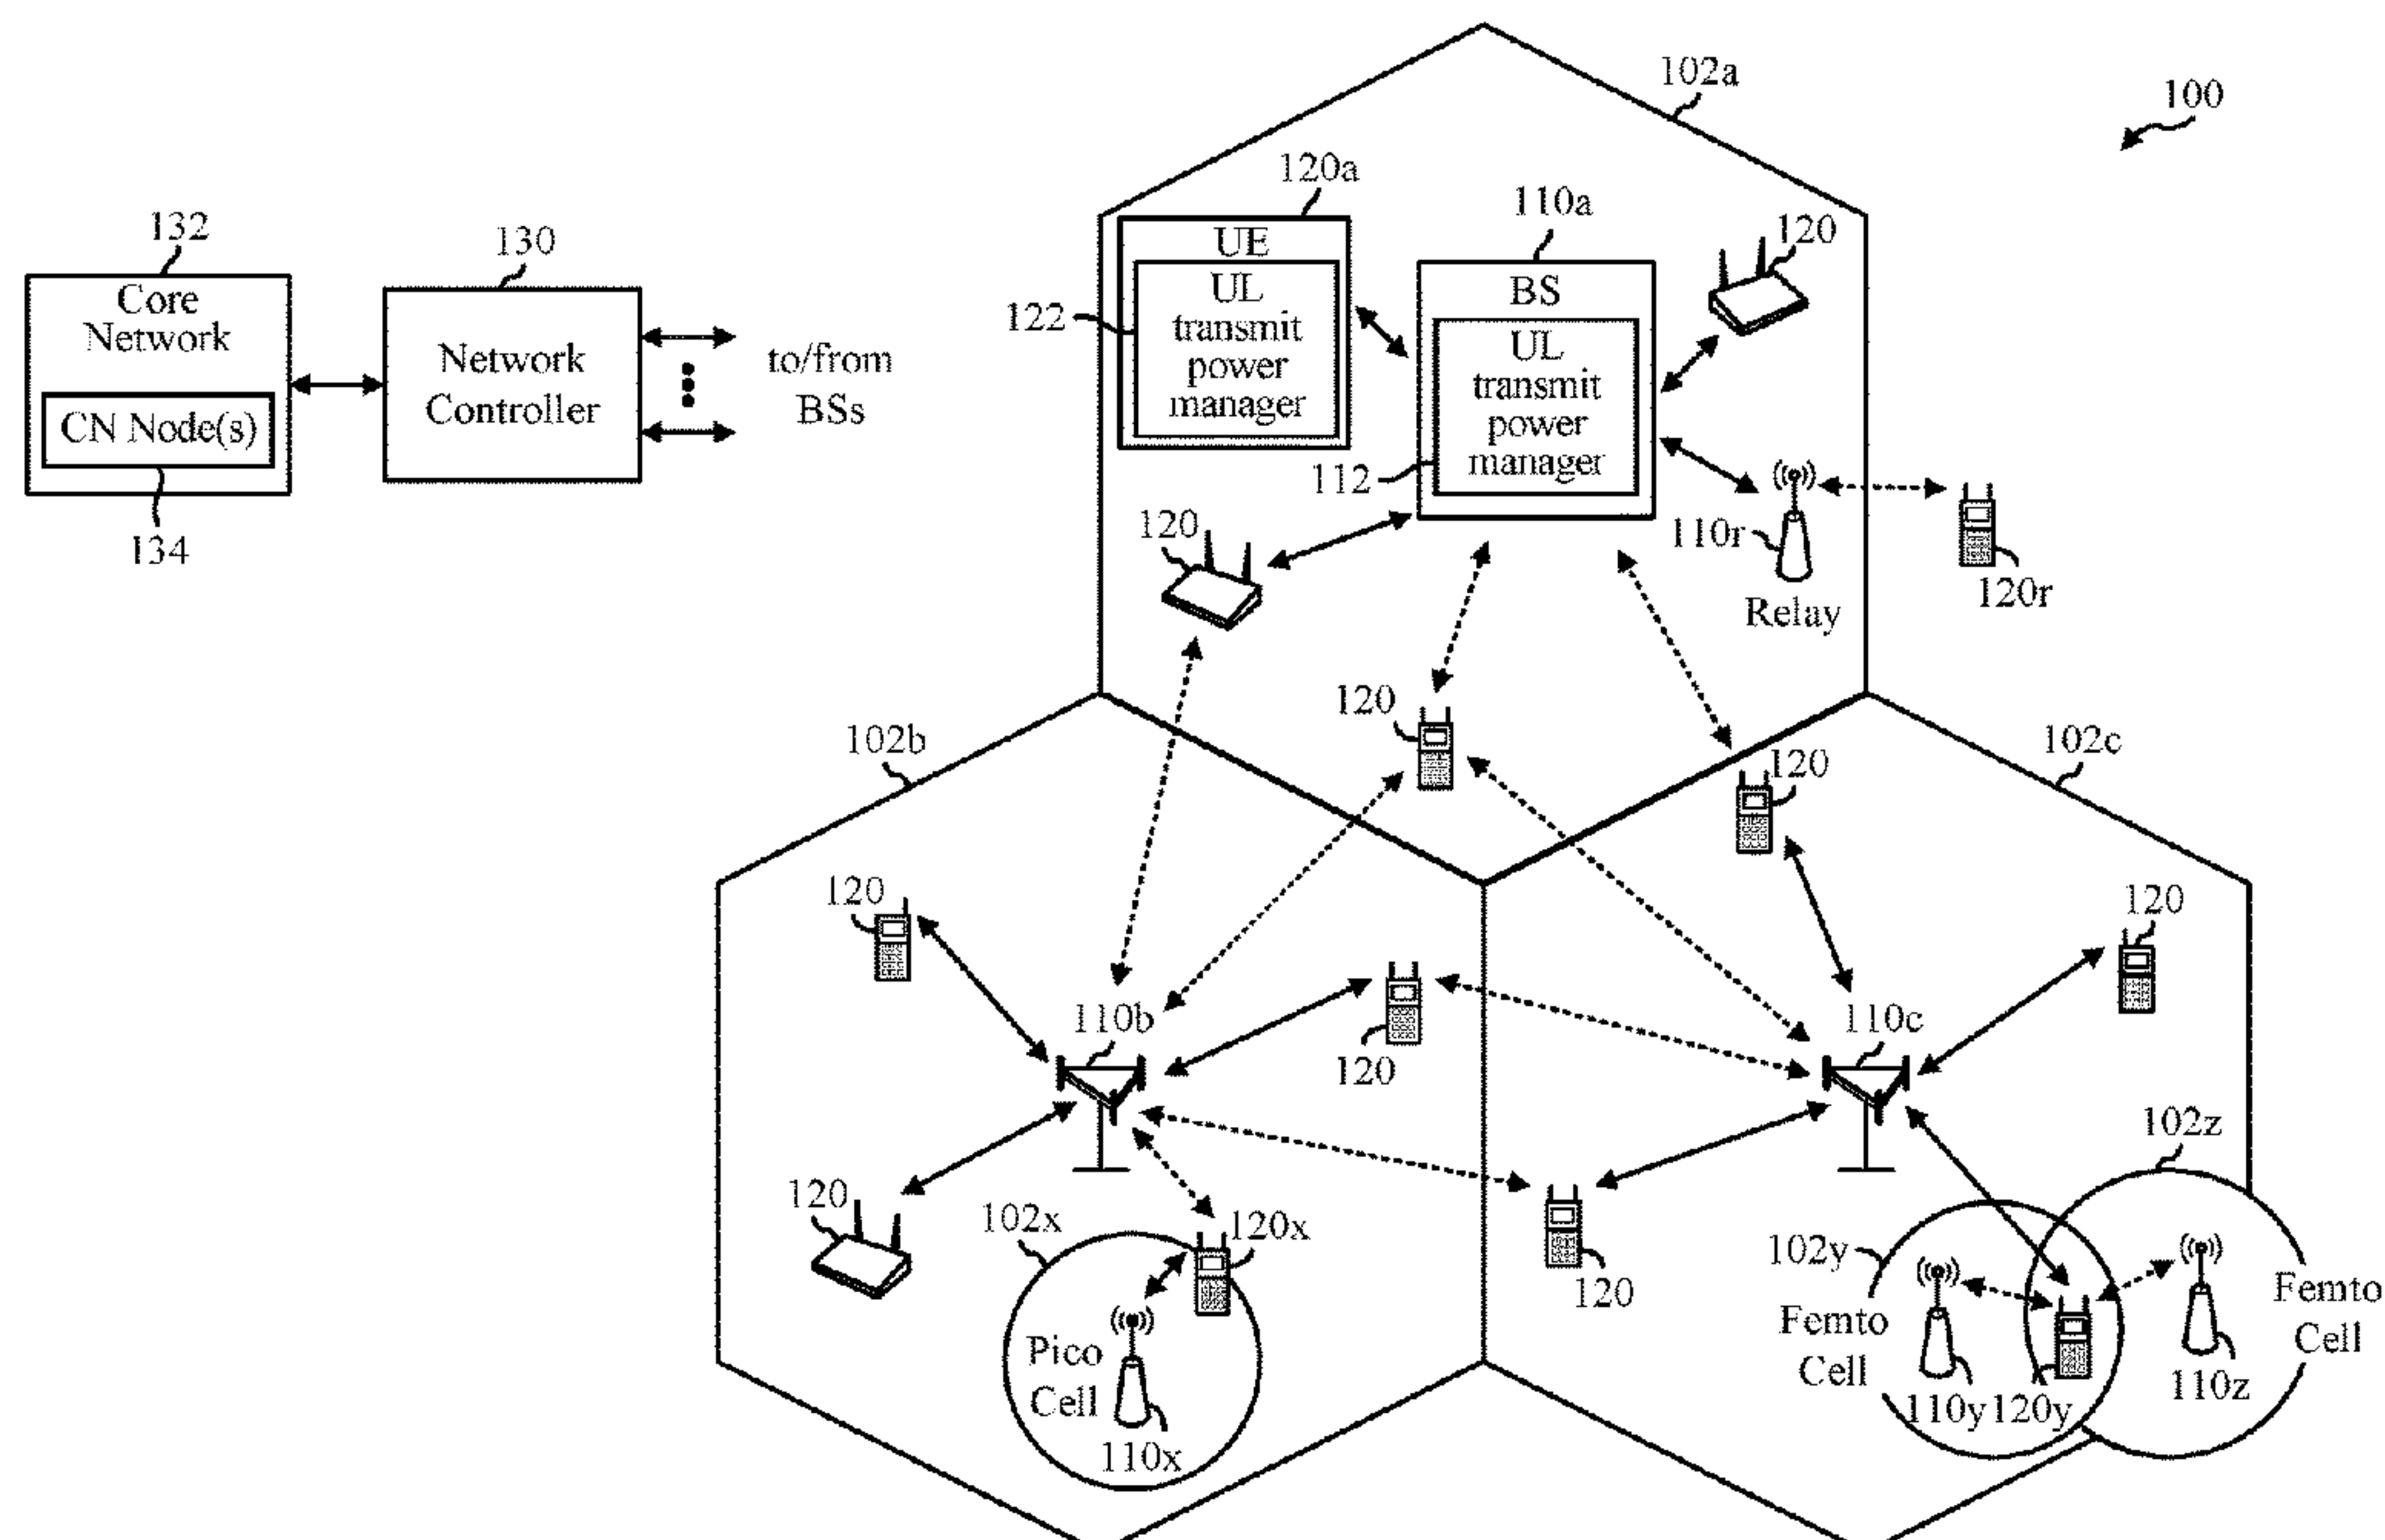 102a
100
120a
110a
120
132
130
UE
UL
transmit
power
manager
122
BS
UL
transmit
power
manager
112
Core
Network
CN Node(s)
134
Network
Controller
to/from
BSs
120
110r
Relay
120r
120
120
102b
102c
120
120
120
110b
110c
120
102z
120
102x
120x
120
102y
Femto
Cell
Femto
Cell
Pico
Cell
110x
110y
120y
110z